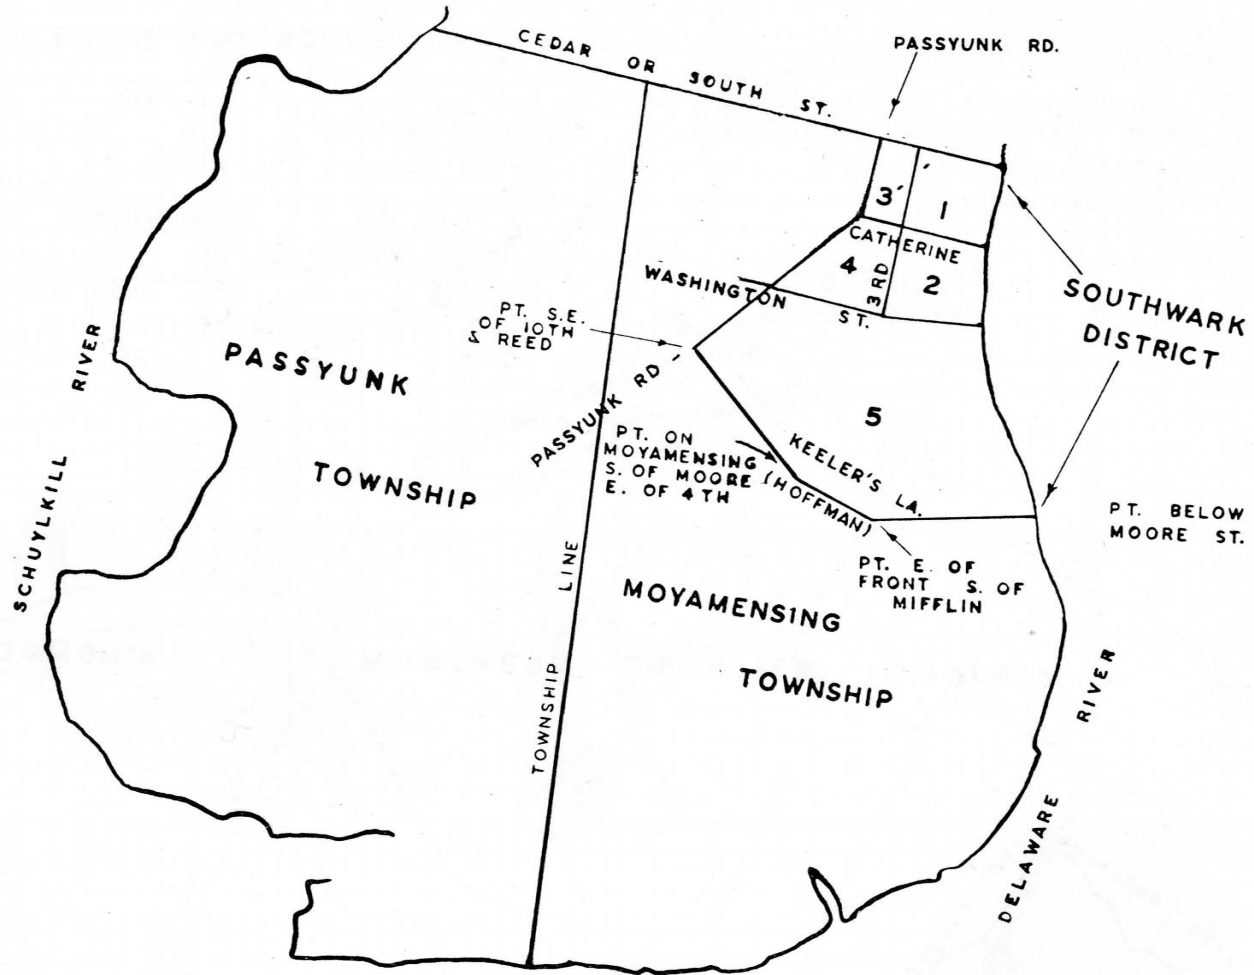 CEDAR OR SOUTH ST.
PASSYUNK RD.
3
1
CATHERINE
4
3RD
2
WASHINGTON ST.
SOUTHWARK
DISTRICT
PT. S.E.
OF 10TH
& REED
PASSYUNK
TOWNSHIP
SCHUYLKILL RIVER
PASSYUNK RD
5
PT. ON
MOYAMENSING
S. OF MOORE
E. OF 4TH
KEELER'S LA.
(HOFFMAN)
PT. BELOW
MOORE ST.
PT. E. OF
FRONT S. OF
MIFFLIN
TOWNSHIP LINE
MOYAMENSING
TOWNSHIP
DELAWARE RIVER